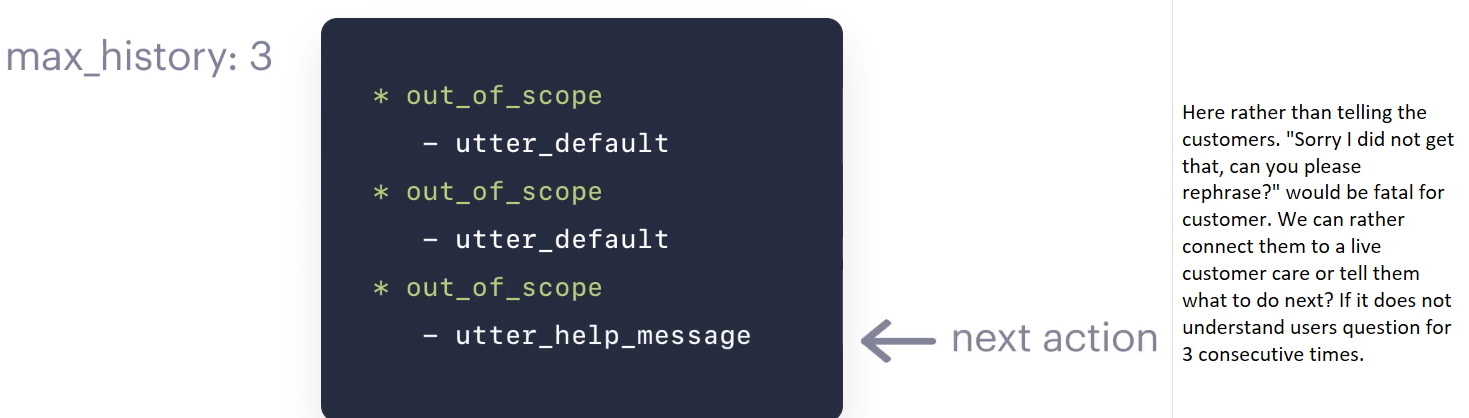 max_history: 3
* out_of_scope
– utter_default
* out_of_scope
– utter_default
* out_of_scope
– utter_help_message
next action
Here rather than telling the
customers. "Sorry I did not get
that, can you please
rephrase?" would be fatal for
customer. We can rather
connect them to a live
customer care or tell them
what to do next? If it does not
understand users question for
3 consecutive times.